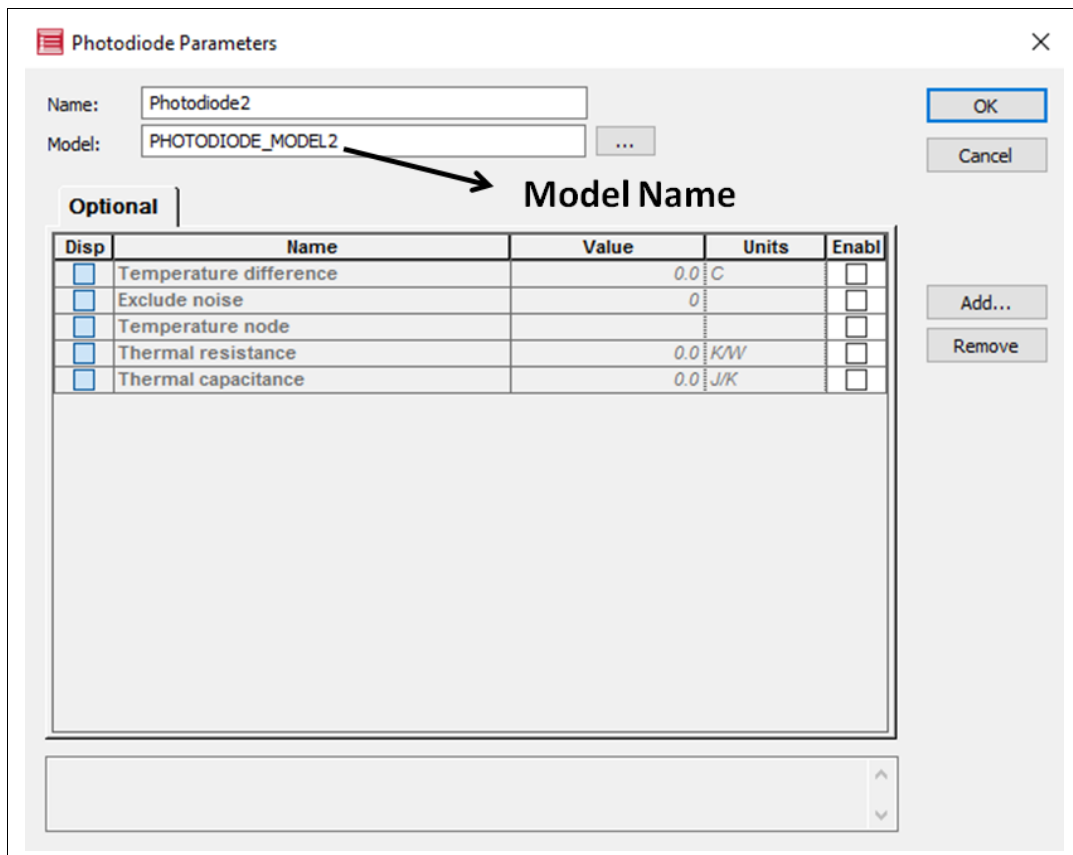 Photodiode Parameters
Name: Photodiode2
OK
Model: PHOTODIODE_MODEL2 ...
Cancel
Model Name
Optional
Disp Name Value Units Enabl
Temperature difference 0.0 C
Exclude noise 0
Add...
Temperature node
Thermal resistance 0.0 K/W
Remove
Thermal capacitance 0.0 J/K